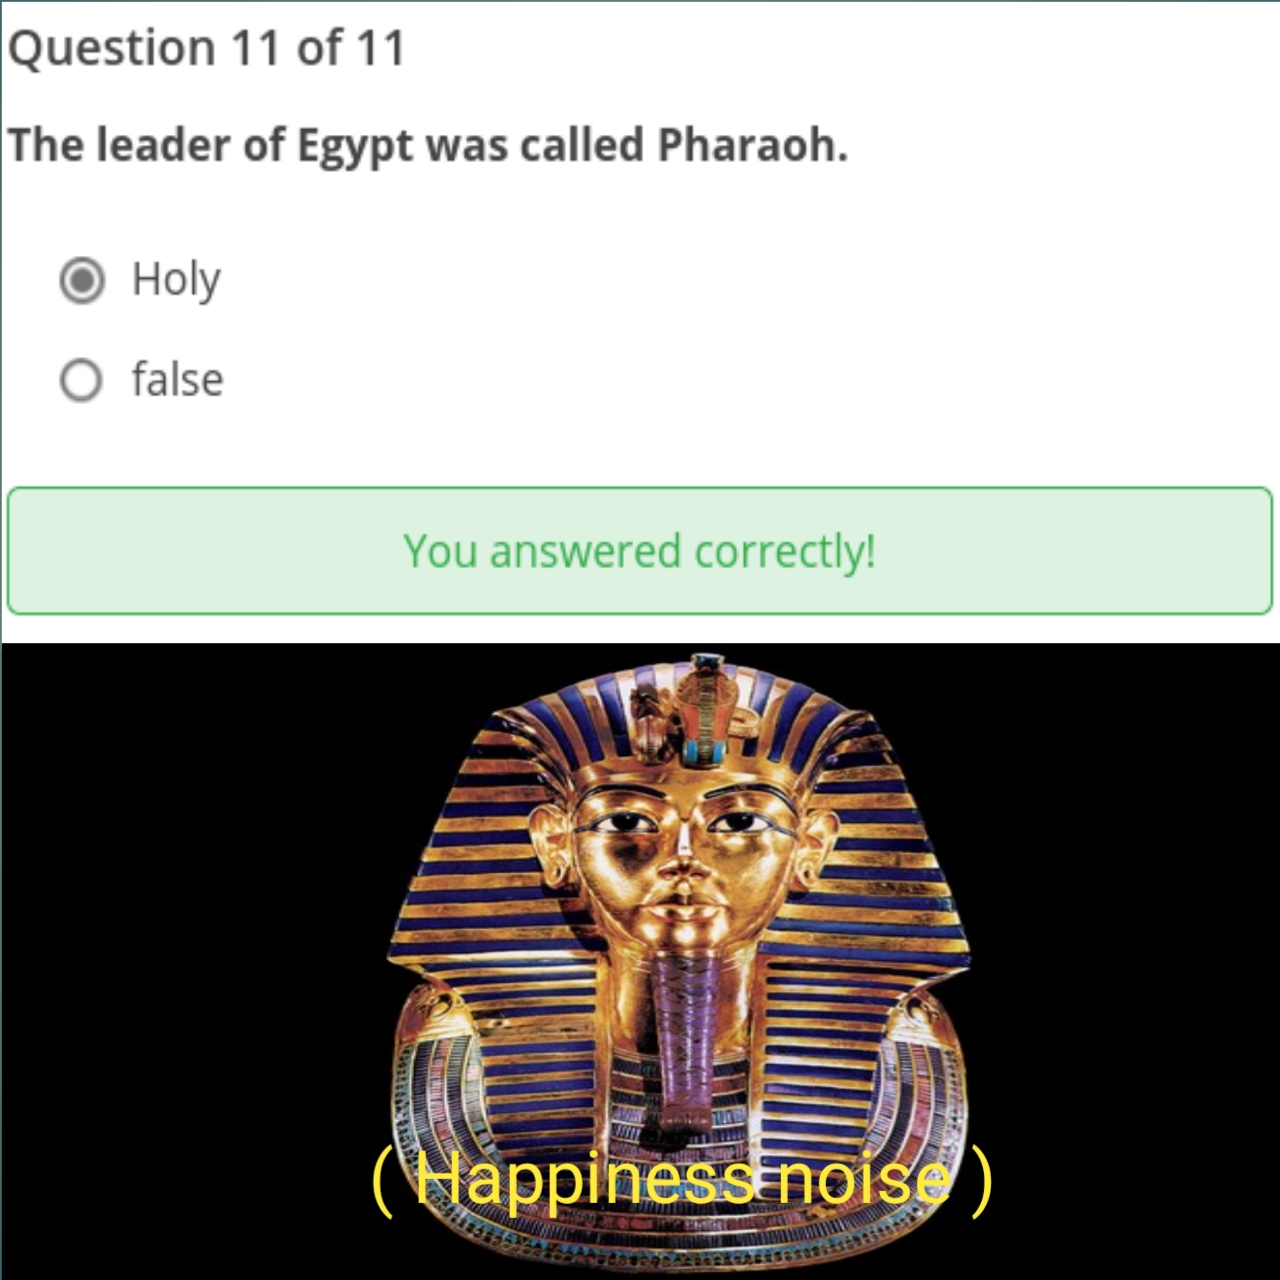 Question 11 of 11
The leader of Egypt was called Pharaoh.
Holy
false
You answered correctly!
( Happiness noise )